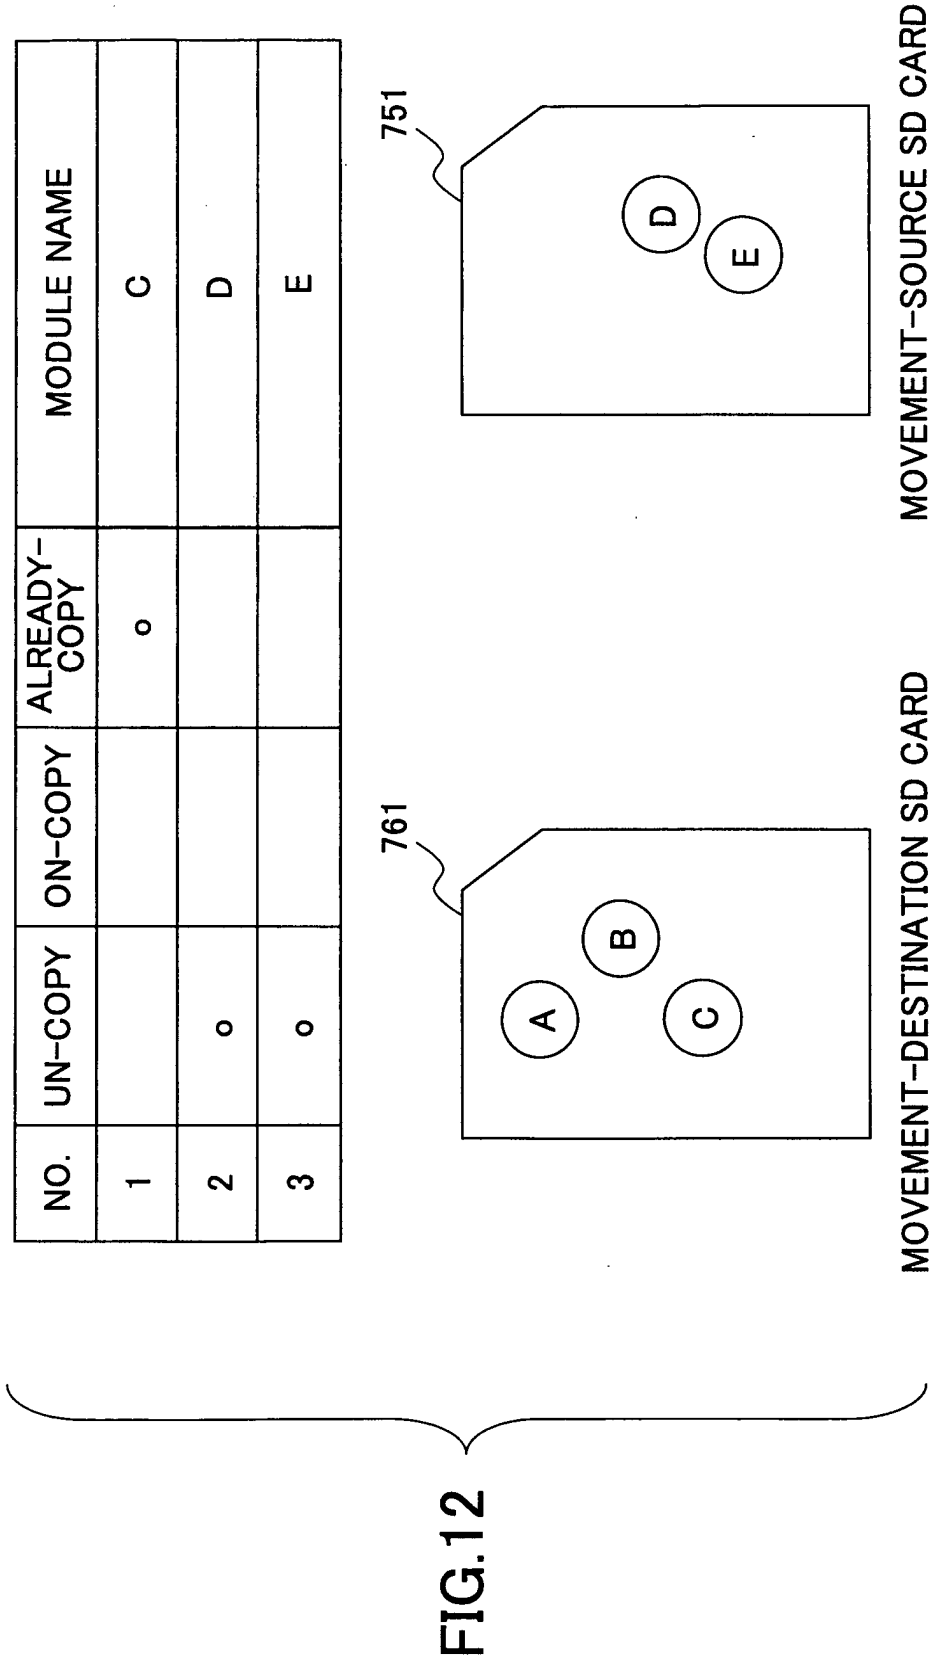 FIG.12
NO. UN-COPY ON-COPY ALREADY-COPY MODULE NAME
1 o C
2 o D
3 o E
761
A
B
C
MOVEMENT-DESTINATION SD CARD
751
D
E
MOVEMENT-SOURCE SD CARD